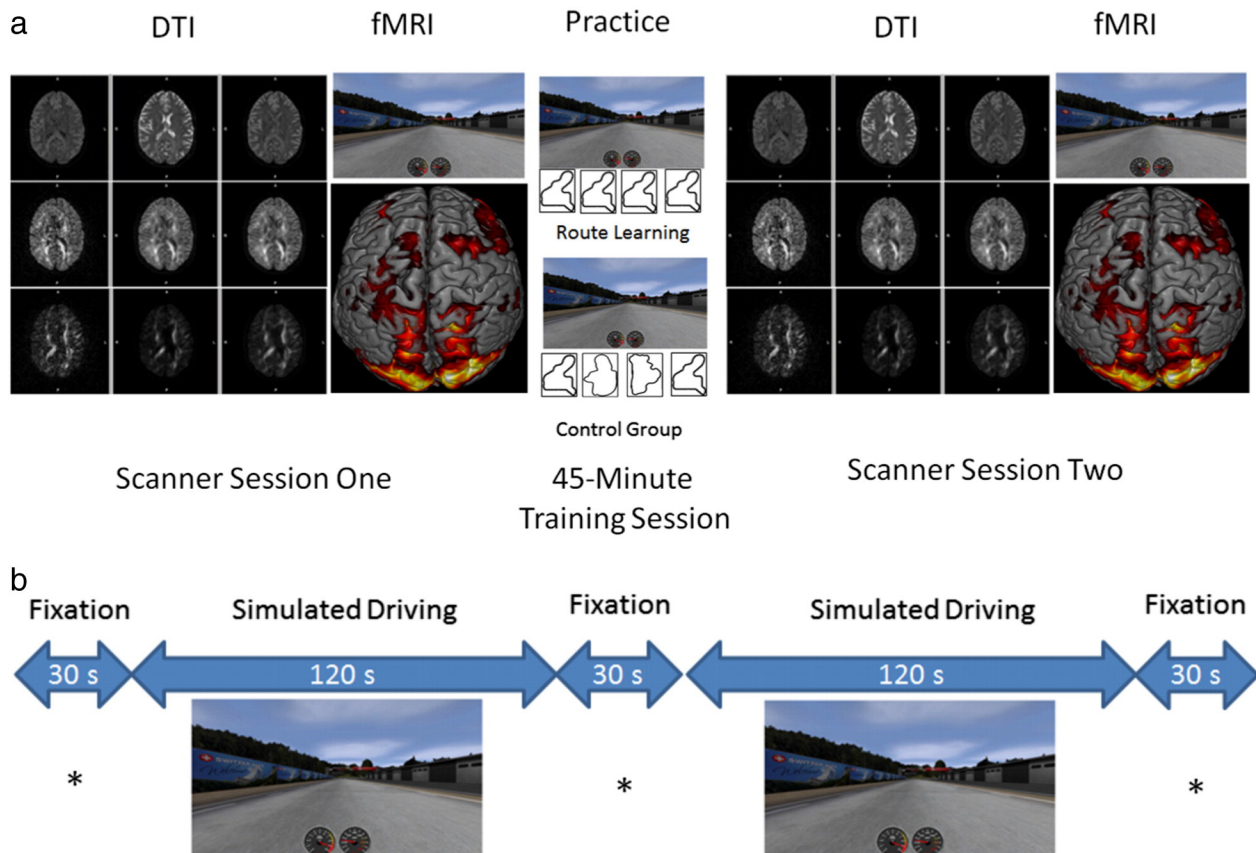 a
DTI
fMRI
Practice
DTI
fMRI
Route Learning
Control Group
Scanner Session One
45-Minute
Training Session
Scanner Session Two
b
Fixation
Simulated Driving
Fixation
Simulated Driving
Fixation
30 s
120 s
30 s
120 s
30 s
*
*
*